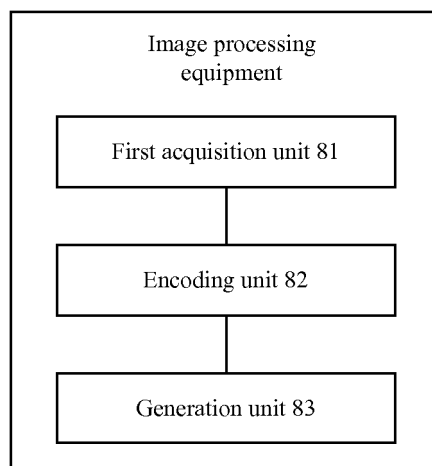 Image processing
equipment
First acquisition unit 81
Encoding unit 82
Generation unit 83